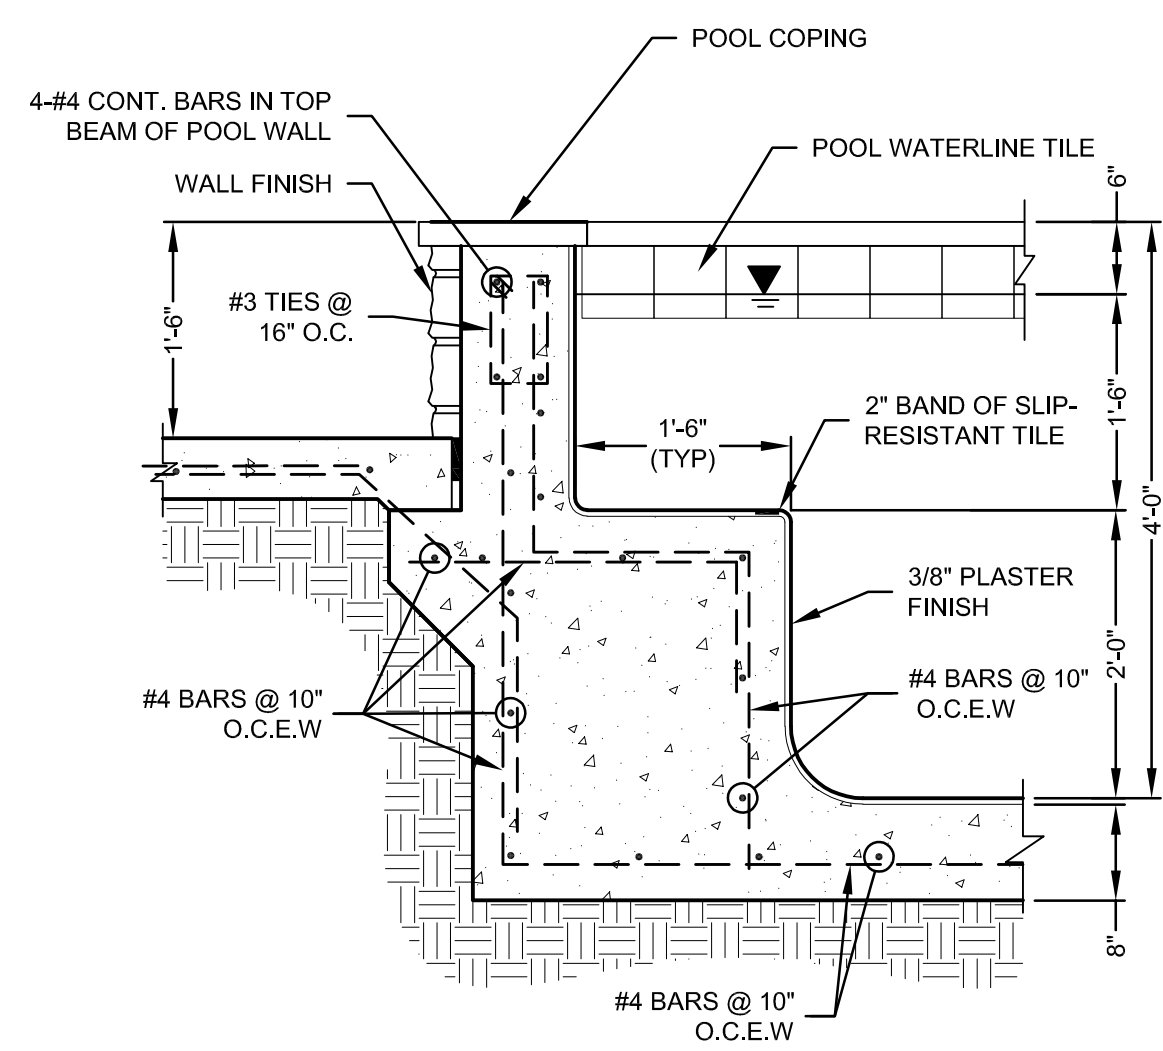 POOL COPING
4-#4 CONT. BARS IN TOP
BEAM OF POOL WALL
POOL WATERLINE TILE
WALL FINISH
6"
#3 TIES @
16" O.C.
1'-6"
1'-6"
2" BAND OF SLIP-
RESISTANT TILE
1'-6"
(TYP)
4'-0"
3/8" PLASTER
FINISH
2'-0"
#4 BARS @ 10"
O.C.E.W
#4 BARS @ 10"
O.C.E.W
8"
#4 BARS @ 10"
O.C.E.W